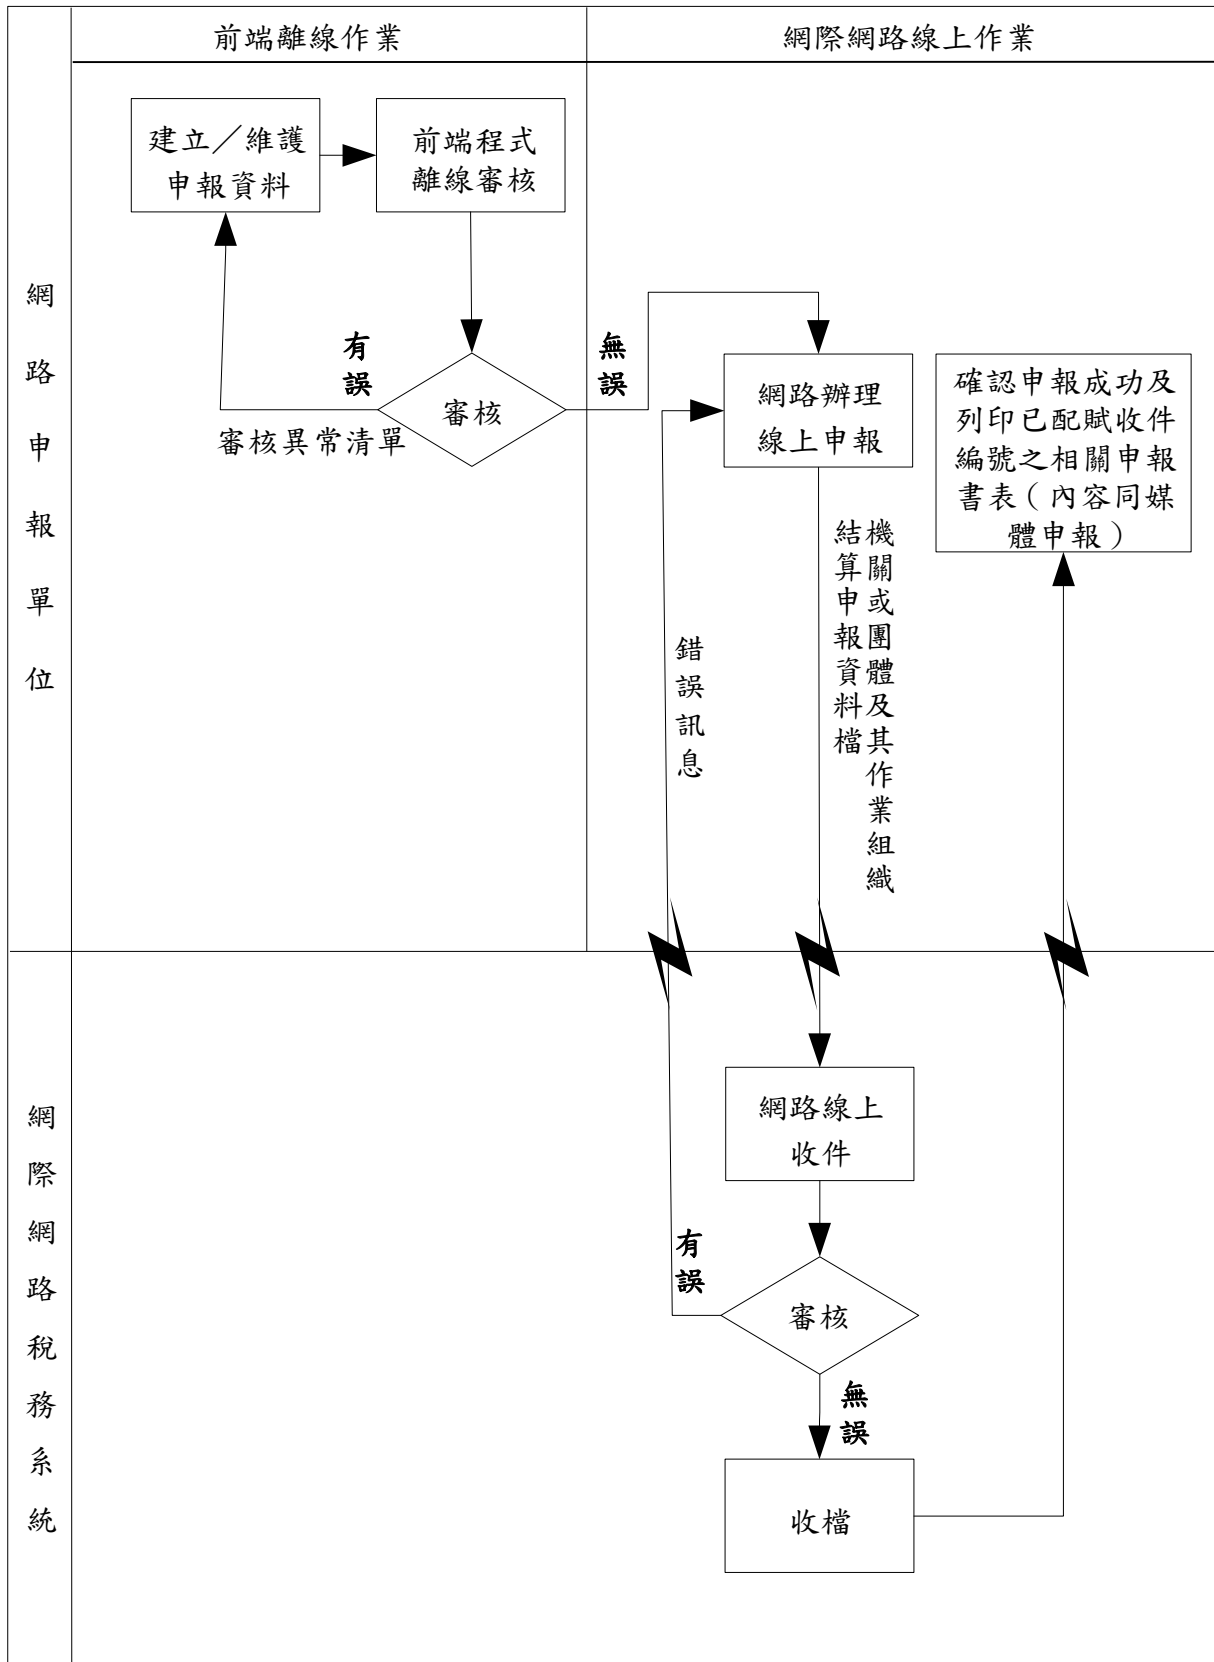 前端離線作業
網際網路線上作業
網路申報單位
建立／維護
申報資料
前端程式
離線審核
有誤
無誤
審核
審核異常清單
網路辦理
線上申報
確認申報成功及
列印已配賦收件
編號之相關申報
書表（內容同媒
體申報）
機關或團體及其作業組織
結算申報資料檔
錯誤訊息
網際網路稅務系統
網路線上
收件
有誤
審核
無誤
收檔